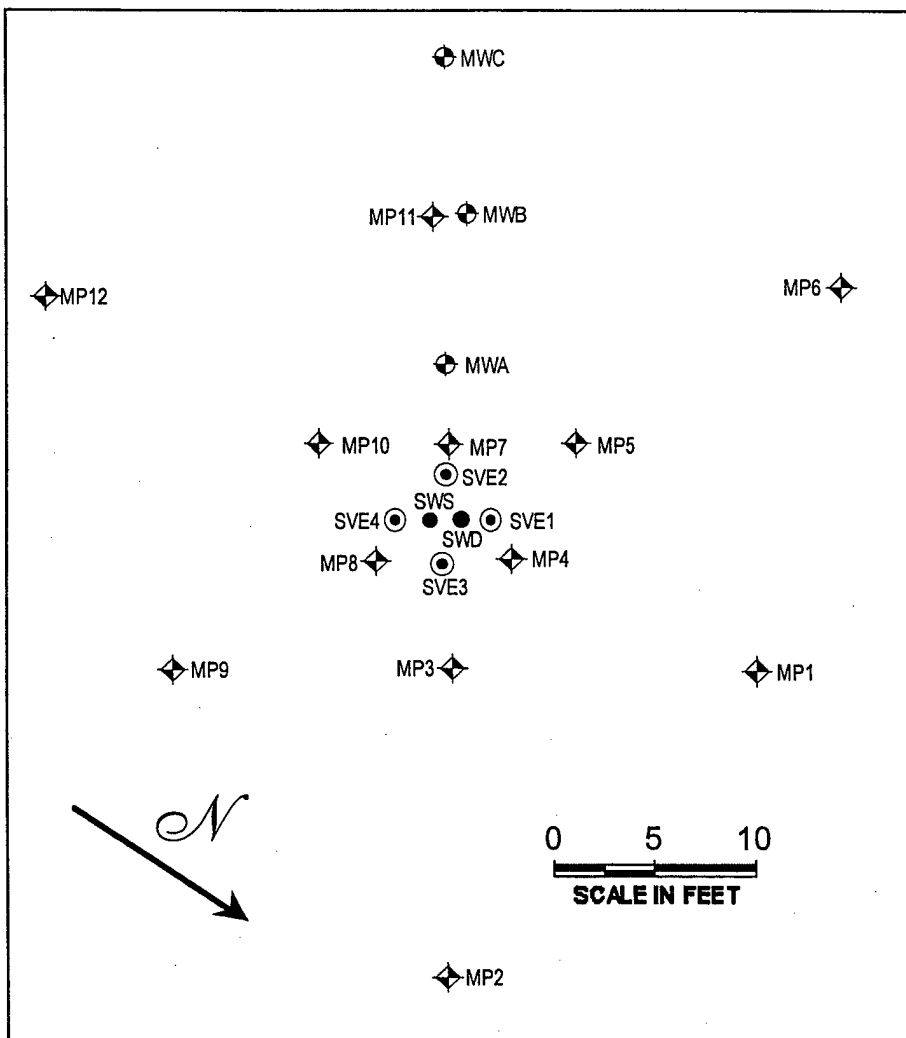 MWC
MP11 MWB
MP12
MP6
MWA
MP10 MP7 MP5
SVE2
SWS
SVE4 SVE1
SWD
MP8 MP4
SVE3
MP9 MP3 MP1
N
0 5 10
SCALE IN FEET
MP2